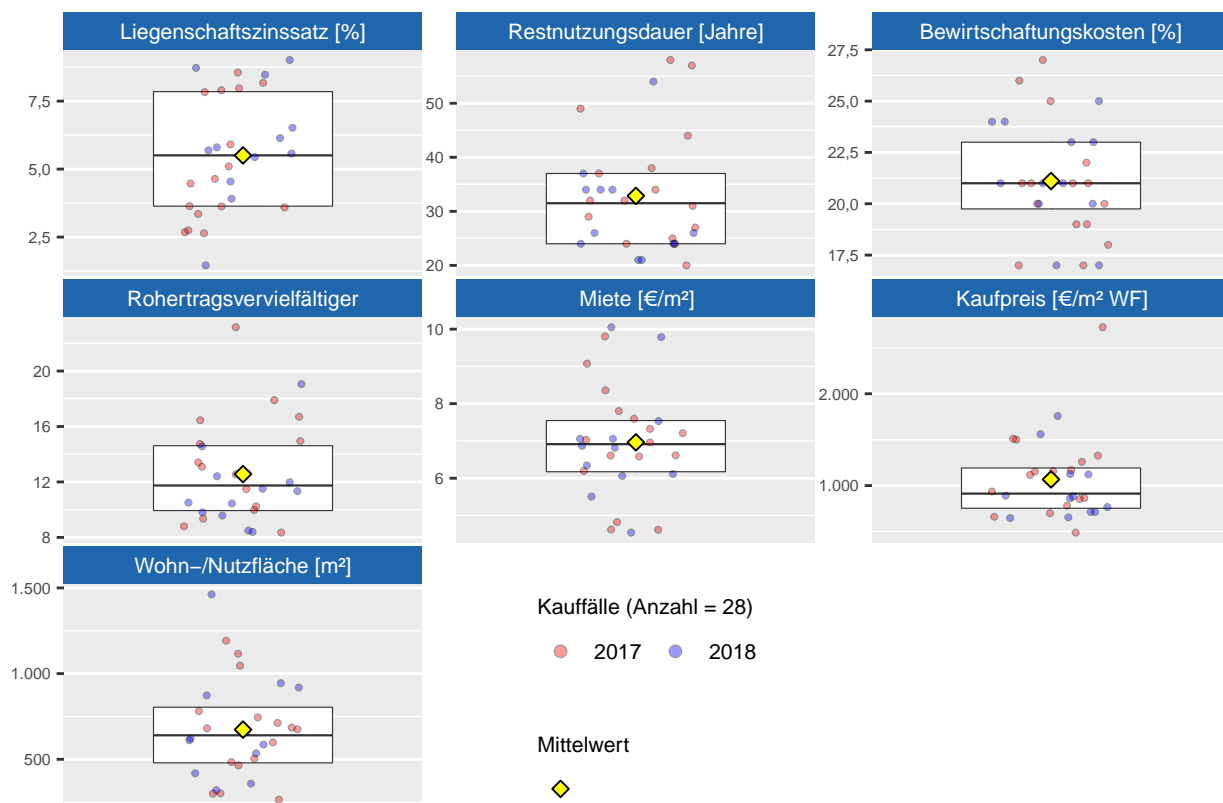 Liegenschaftszinssatz [%]
7,5
5,0
2,5
Restnutzungsdauer [Jahre]
50
40
30
20
Bewirtschaftungskosten [%]
27,5
25,0
22,5
20,0
17,5
Rohertragsvervielfältiger
20
16
12
8
Miete [€/m²]
10
8
6
Kaufpreis [€/m² WF]
2.000
1.000
Wohn−/Nutzfläche [m²]
1.500
1.000
500
Kauffälle (Anzahl = 28)
2017 2018
Mittelwert